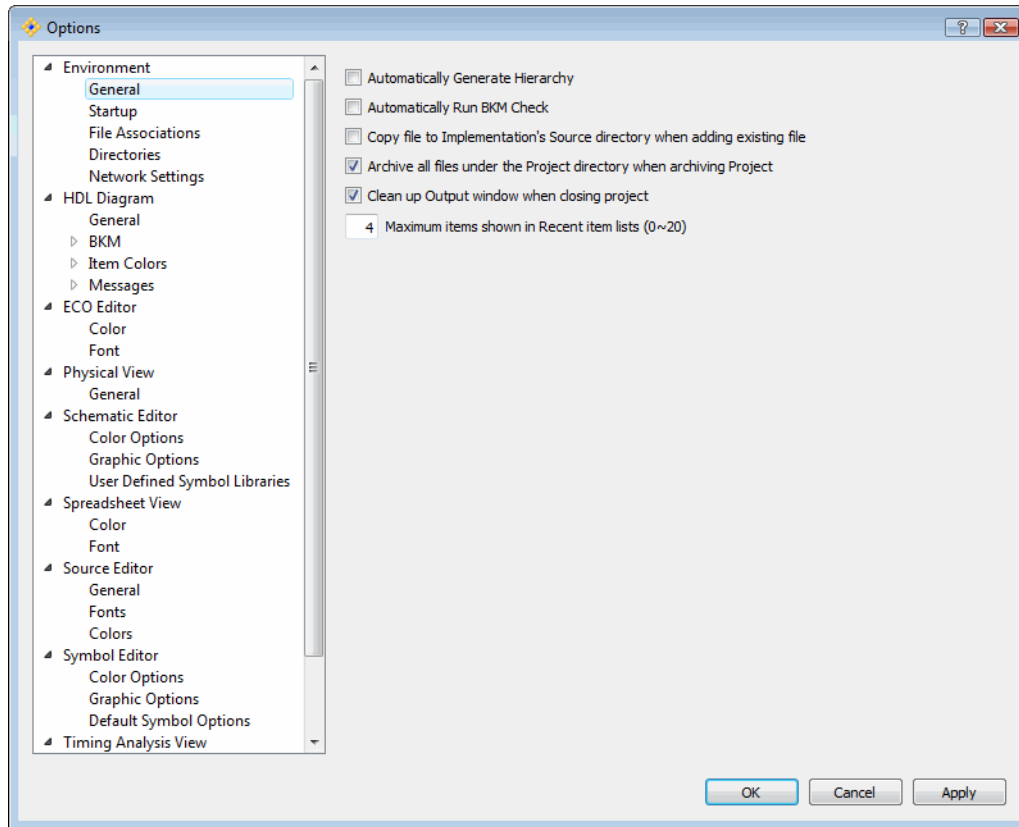 Options
Environment
General
Startup
File Associations
Directories
Network Settings
HDL Diagram
General
BKM
Item Colors
Messages
ECO Editor
Color
Font
Physical View
General
Schematic Editor
Color Options
Graphic Options
User Defined Symbol Libraries
Spreadsheet View
Color
Font
Source Editor
General
Fonts
Colors
Symbol Editor
Color Options
Graphic Options
Default Symbol Options
Timing Analysis View
Automatically Generate Hierarchy
Automatically Run BKM Check
Copy file to Implementation's Source directory when adding existing file
Archive all files under the Project directory when archiving Project
Clean up Output window when closing project
4 Maximum items shown in Recent item lists (0~20)
OK Cancel Apply